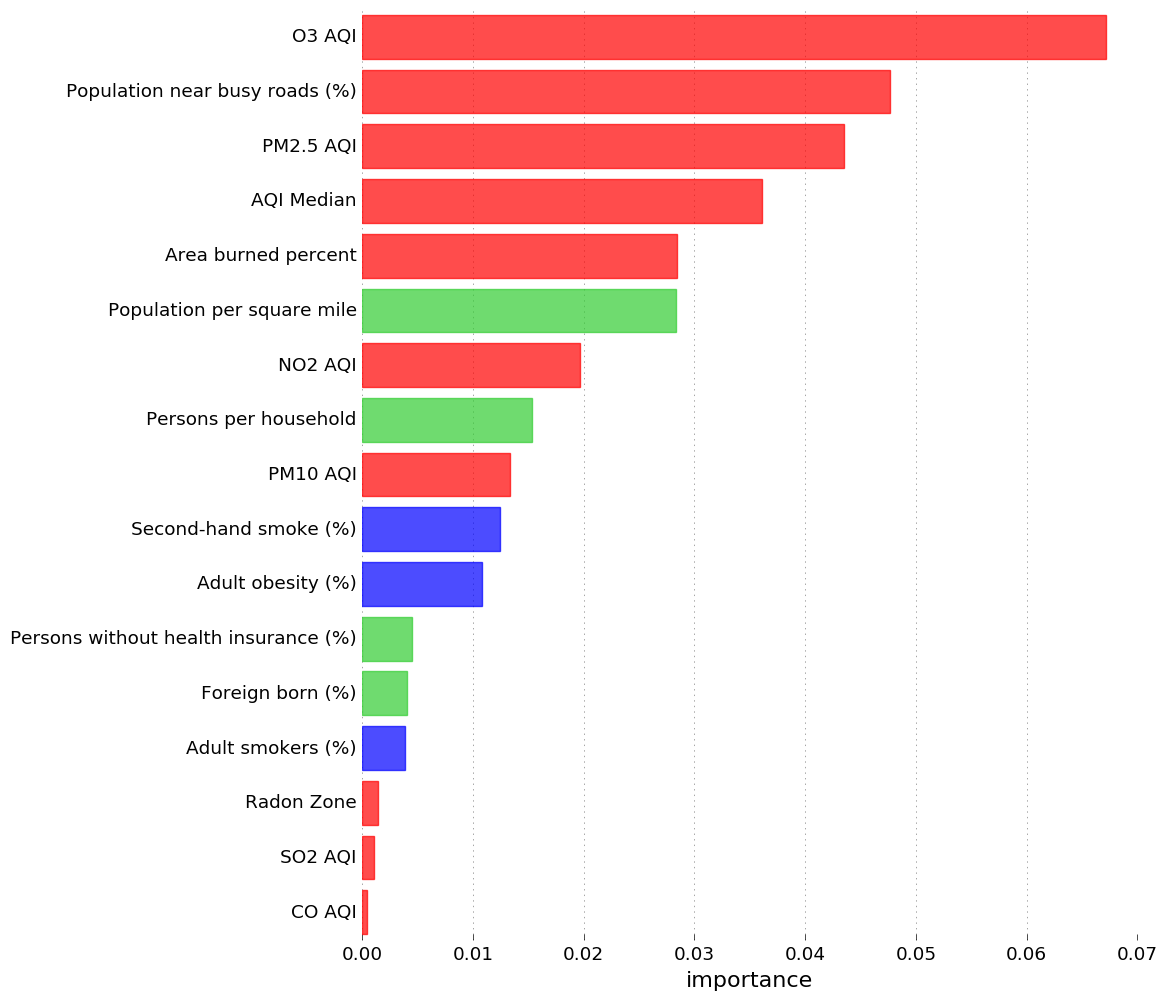 O3 AQI
Population near busy roads (%)
PM2.5 AQI
AQI Median
Area burned percent
Population per square mile
NO2 AQI
Persons per household
PM10 AQI
Second-hand smoke (%)
Adult obesity (%)
Persons without health insurance (%)
Foreign born (%)
Adult smokers (%)
Radon Zone
SO2 AQI
CO AQI
0.00 0.01 0.02 0.03 0.04 0.05 0.06 0.07
importance